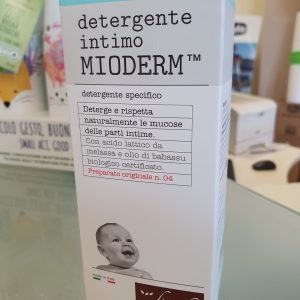 detergente
intimo
MIODERM™
detergente specifico
Deterge e rispetta
naturalmente le mucose
delle parti intime.
Con acido lattico da
melassa e olio di babassu
biologico certificato.
Preparato originale n. 04
COLO GESTO, BUON
SMALL ACT, GOOD